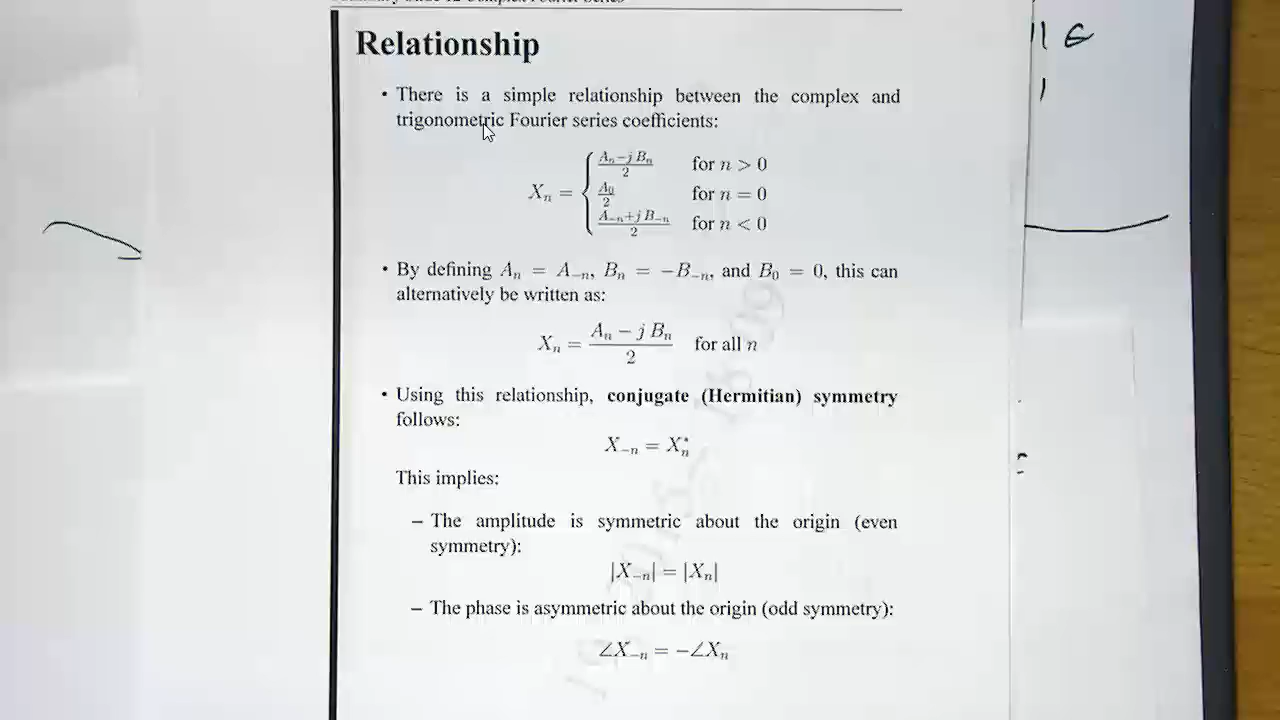 Relationship
• There is a simple relationship between the complex and
trigonometric Fourier series coefficients:
X_n = { (A_n − j B_n)/2 for n > 0
A_0/2 for n = 0
(A_{−n} + j B_{−n})/2 for n < 0
• By defining A_n = A_{−n}, B_n = −B_{−n}, and B_0 = 0, this can
alternatively be written as:
X_n = (A_n − j B_n)/2 for all n
• Using this relationship, conjugate (Hermitian) symmetry
follows:
X_{−n} = X_n^*
This implies:
– The amplitude is symmetric about the origin (even
symmetry):
|X_{−n}| = |X_n|
– The phase is asymmetric about the origin (odd symmetry):
∠X_{−n} = −∠X_n